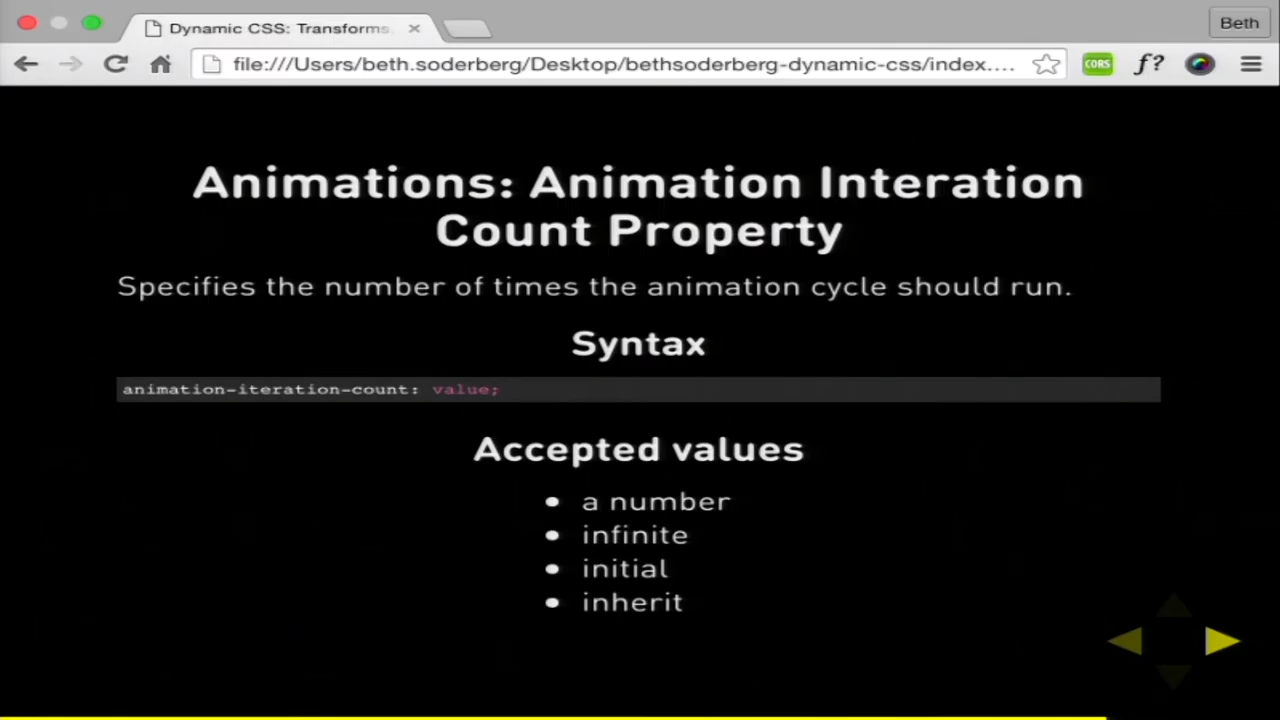 Dynamic CSS: Transforms,
Beth
file:///Users/beth.soderberg/Desktop/bethsoderberg-dynamic-css/index....
CORS
f?
Animations: Animation Interation
Count Property
Specifies the number of times the animation cycle should run.
Syntax
animation-iteration-count: value;
Accepted values
• a number
• infinite
• initial
• inherit